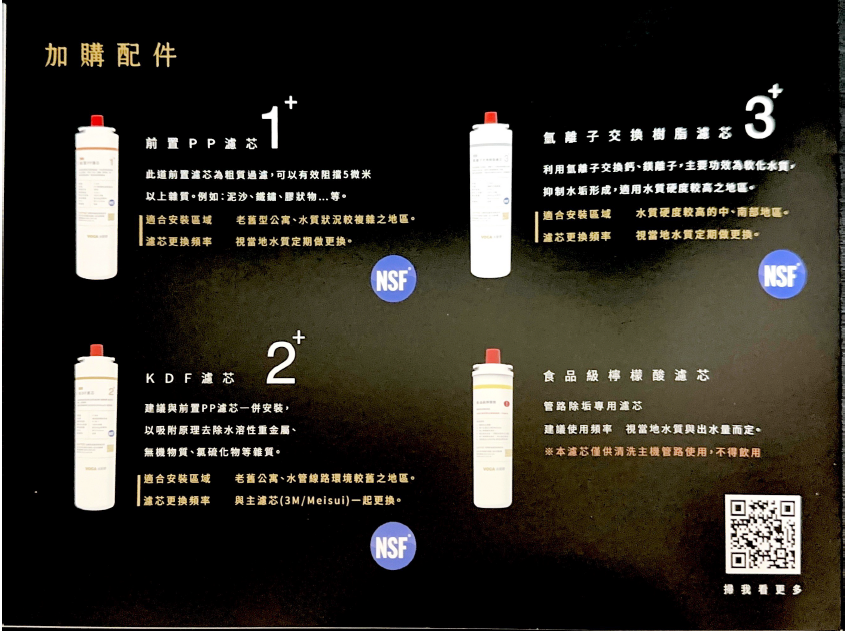 加購配件
前置PP濾芯 1+
此道前置濾芯為粗質過濾，可以有效阻擋5微米
以上雜質。例如：泥沙、鐵鏽、膠狀物...等。
適合安裝區域 老舊型公寓、水質狀況較複雜之地區。
濾芯更換頻率 視當地水質定期做更換。
NSF
KDF濾芯 2+
建議與前置PP濾芯一併安裝，
以吸附原理去除水溶性重金屬、
無機物質、氯硫化物等雜質。
適合安裝區域 老舊公寓、水管線路環境較舊之地區。
濾芯更換頻率 與主濾芯(3M/Meisui)一起更換。
NSF
氫離子交換樹脂濾芯 3+
利用氫離子交換鈣、鎂離子，主要功效為軟化水質，
抑制水垢形成，適用水質硬度較高之地區。
適合安裝區域 水質硬度較高的中、南部地區。
濾芯更換頻率 視當地水質定期做更換。
NSF
食品級檸檬酸濾芯
管路除垢專用濾芯
建議使用頻率 視當地水質與出水量而定。
※本濾芯僅供清洗主機管路使用，不得飲用
掃我看更多